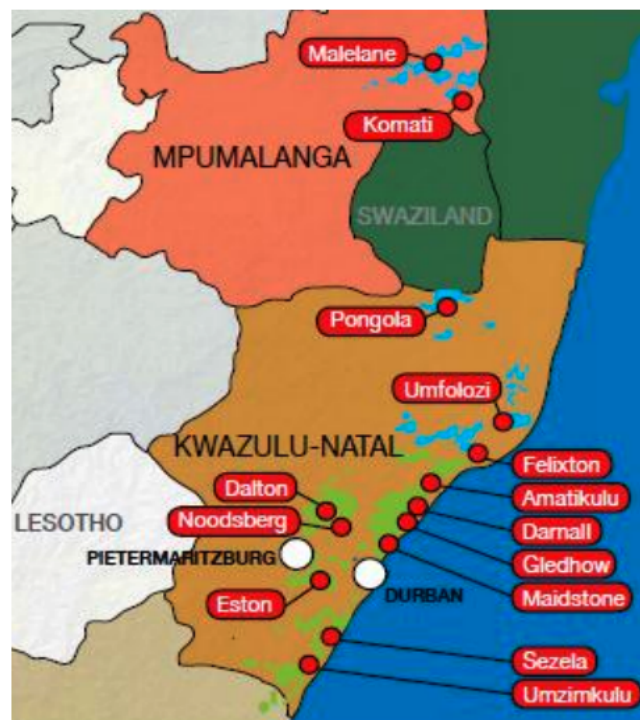 Malelane
Komati
MPUMALANGA
SWAZILAND
Pongola
Umfolozi
KWAZULU-NATAL
Felixton
Dalton
Amatikulu
LESOTHO
Noodsberg
Darnall
PIETERMARITZBURG
Gledhow
Eston
DURBAN
Maidstone
Sezela
Umzimkulu